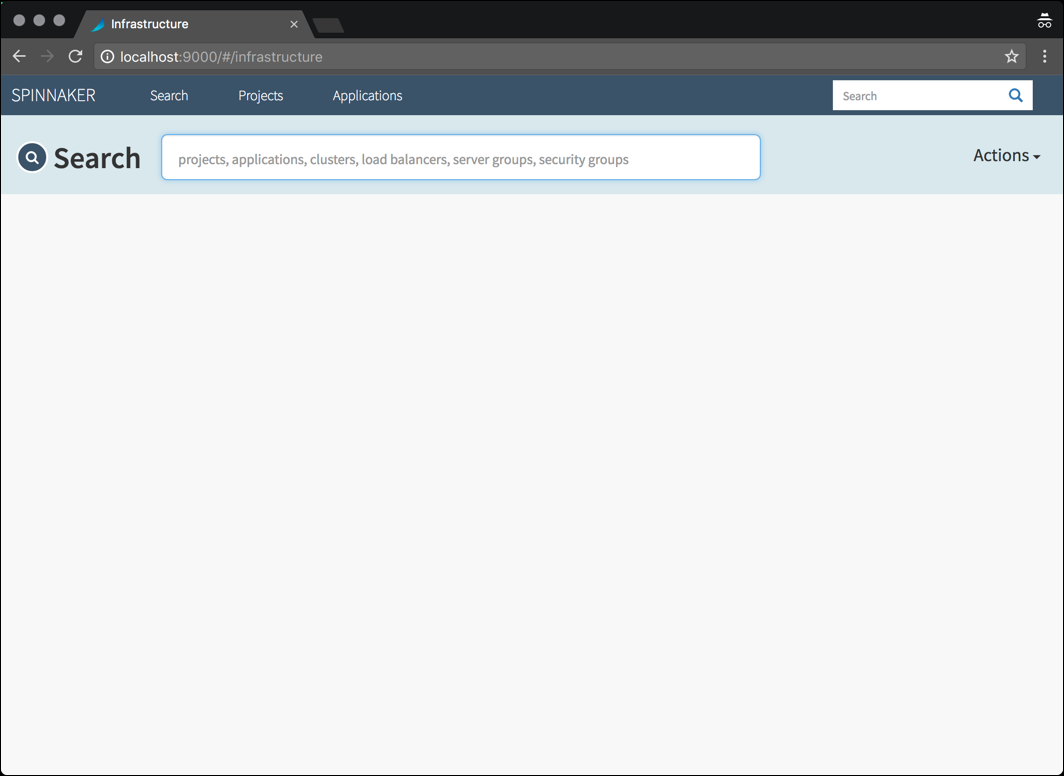 Infrastructure
localhost:9000/#/infrastructure
SPINNAKER Search Projects Applications Search
Search projects, applications, clusters, load balancers, server groups, security groups Actions